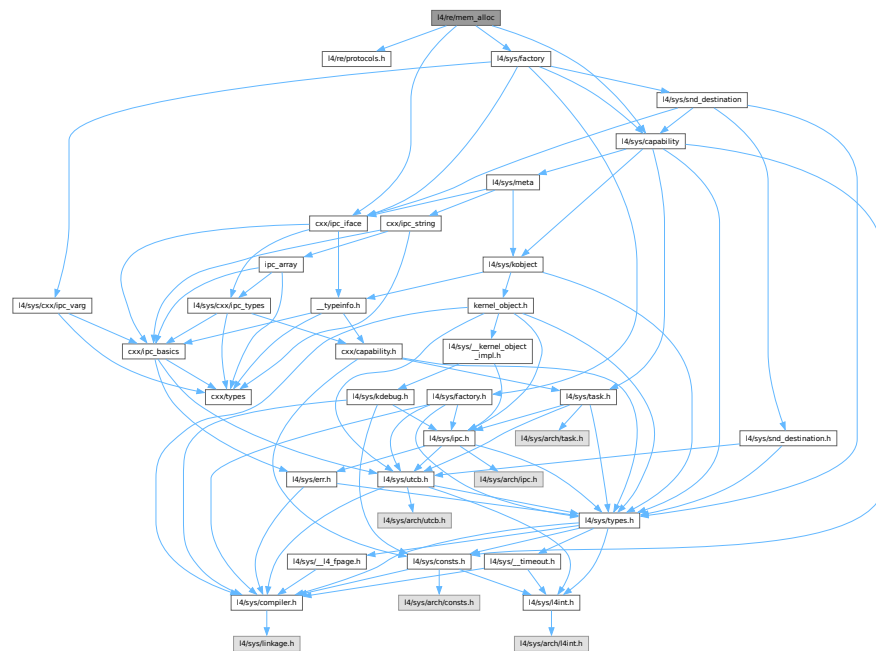 l4/re/mem_alloc
l4/re/protocols.h
l4/sys/factory
l4/sys/snd_destination
l4/sys/capability
l4/sys/meta
cxx/ipc_iface
cxx/ipc_string
ipc_array
l4/sys/kobject
l4/sys/cxx/ipc_varg
l4/sys/cxx/ipc_types
__typeinfo.h
kernel_object.h
cxx/ipc_basics
cxx/capability.h
l4/sys/__kernel_object
_impl.h
cxx/types
l4/sys/kdebug.h
l4/sys/factory.h
l4/sys/task.h
l4/sys/ipc.h
l4/sys/arch/task.h
l4/sys/snd_destination.h
l4/sys/err.h
l4/sys/utcb.h
l4/sys/arch/ipc.h
l4/sys/arch/utcb.h
l4/sys/types.h
l4/sys/__l4_fpage.h
l4/sys/consts.h
l4/sys/__timeout.h
l4/sys/compiler.h
l4/sys/arch/consts.h
l4/sys/l4int.h
l4/sys/linkage.h
l4/sys/arch/l4int.h